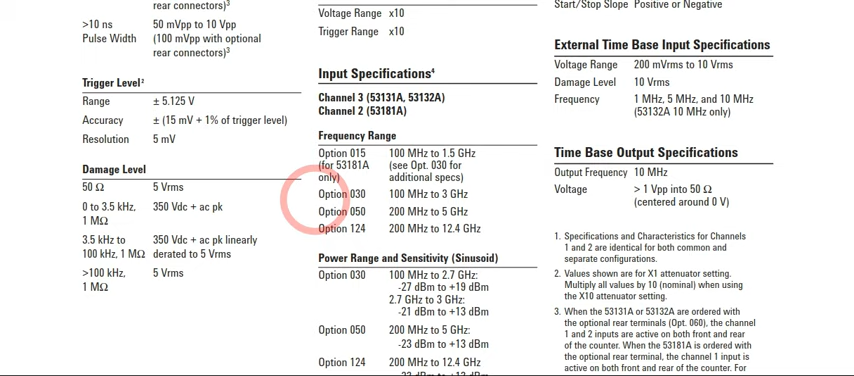 rear connectors)3
>10 ns 50 mVpp to 10 Vpp
Pulse Width (100 mVpp with optional
rear connectors)3
Trigger Level2
Range ± 5.125 V
Accuracy ± (15 mV + 1% of trigger level)
Resolution 5 mV
Damage Level
50 Ω 5 Vrms
0 to 3.5 kHz, 350 Vdc + ac pk
1 MΩ
3.5 kHz to 350 Vdc + ac pk linearly
100 kHz, 1 MΩ derated to 5 Vrms
>100 kHz, 5 Vrms
1 MΩ
Voltage Range x10
Trigger Range x10
Input Specifications4
Channel 3 (53131A, 53132A)
Channel 2 (53181A)
Frequency Range
Option 015 100 MHz to 1.5 GHz
(for 53181A (see Opt. 030 for
only) additional specs)
Option 030 100 MHz to 3 GHz
Option 050 200 MHz to 5 GHz
Option 124 200 MHz to 12.4 GHz
Power Range and Sensitivity (Sinusoid)
Option 030 100 MHz to 2.7 GHz:
-27 dBm to +19 dBm
2.7 GHz to 3 GHz:
-21 dBm to +13 dBm
Option 050 200 MHz to 5 GHz:
-23 dBm to +13 dBm
Option 124 200 MHz to 12.4 GHz
Start/Stop Slope Positive or Negative
External Time Base Input Specifications
Voltage Range 200 mVrms to 10 Vrms
Damage Level 10 Vrms
Frequency 1 MHz, 5 MHz, and 10 MHz
(53132A 10 MHz only)
Time Base Output Specifications
Output Frequency 10 MHz
Voltage > 1 Vpp into 50 Ω
(centered around 0 V)
1. Specifications and Characteristics for Channels
1 and 2 are identical for both common and
separate configurations.
2. Values shown are for X1 attenuator setting.
Multiply all values by 10 (nominal) when using
the X10 attenuator setting.
3. When the 53131A or 53132A are ordered with
the optional rear terminals (Opt. 060), the channel
1 and 2 inputs are active on both front and rear
of the counter. When the 53181A is ordered with
the optional rear terminal, the channel 1 input is
active on both front and rear of the counter. For